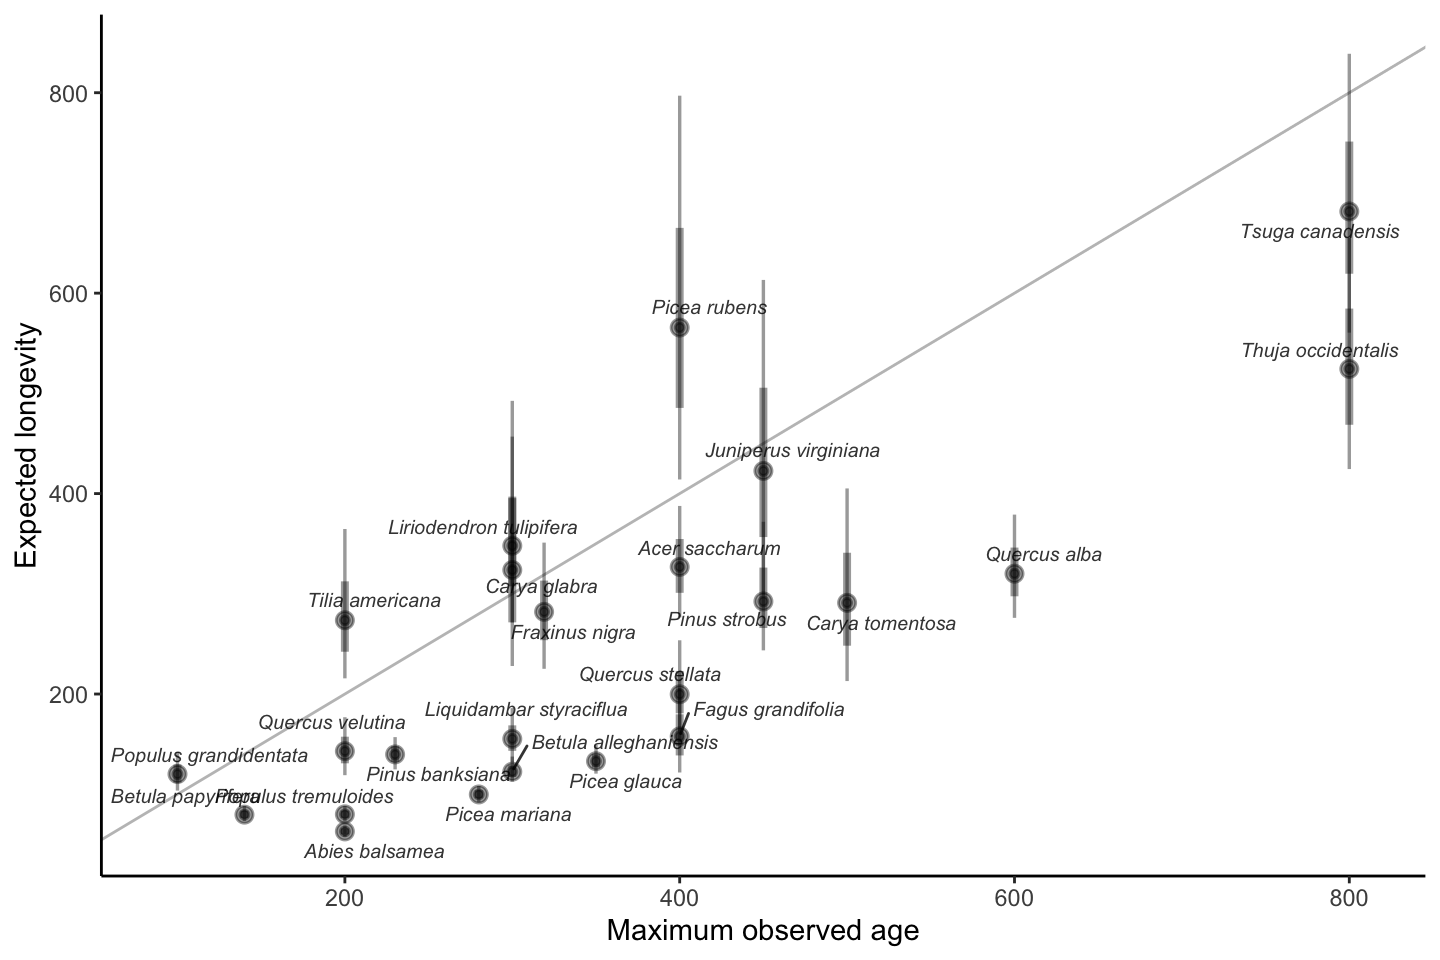 800
600
400
200
Expected longevity
Tsuga canadensis
Picea rubens
Thuja occidentalis
Juniperus virginiana
Liriodendron tulipifera
Acer saccharum
Quercus alba
Carya glabra
Tilia americana
Pinus strobus
Carya tomentosa
Fraxinus nigra
Quercus stellata
Liquidambar styraciflua
Fagus grandifolia
Quercus velutina
Betula alleghaniensis
Populus grandidentata
Pinus banksiana
Picea glauca
Betula papyrifera
Populus tremuloides
Picea mariana
Abies balsamea
200
400
600
800
Maximum observed age